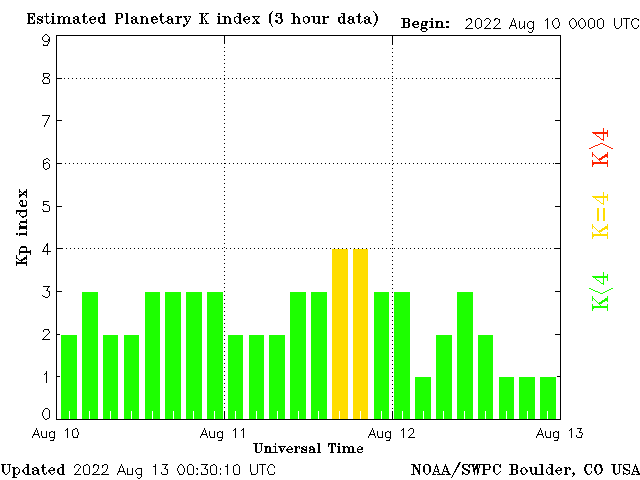 Estimated Planetary K index (3 hour data)
Begin: 2022 Aug 10 0000 UTC
9
8
7
6
5
4
3
2
1
0
Kp index
K>4
K=4
K<4
Aug 10
Aug 11
Aug 12
Aug 13
Universal Time
Updated 2022 Aug 13 00:30:10 UTC
NOAA/SWPC Boulder, CO USA